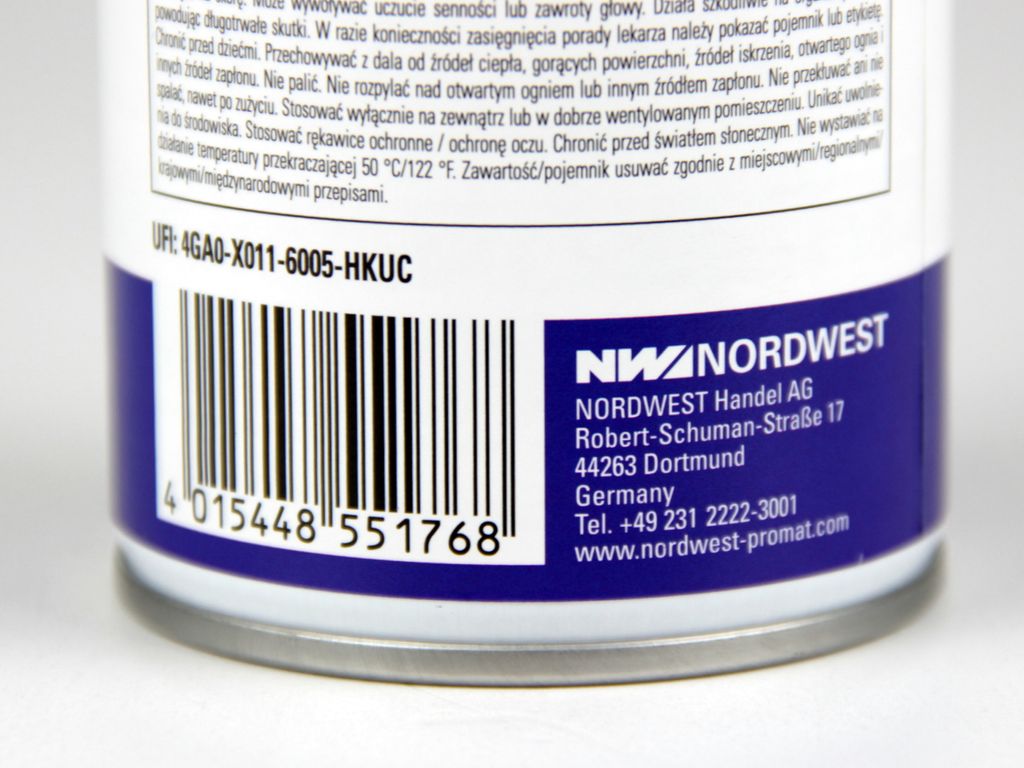 skórę. Może wywoływać uczucie senności lub zawroty głowy. Działa szkodliwie na
powodując długotrwałe skutki. W razie konieczności zasięgnięcia porady lekarza należy pokazać pojemnik lub etykietę.
Chronić przed dziećmi. Przechowywać z dala od źródeł ciepła, gorących powierzchni, źródeł iskrzenia, otwartego ognia i
innych źródeł zapłonu. Nie palić. Nie rozpylać nad otwartym ogniem lub innym źródłem zapłonu. Nie przekłuwać ani nie
spalać, nawet po zużyciu. Stosować wyłącznie na zewnątrz lub w dobrze wentylowanym pomieszczeniu. Unikać uwolnie-
nia do środowiska. Stosować rękawice ochronne / ochronę oczu. Chronić przed światłem słonecznym. Nie wystawiać na
działanie temperatury przekraczającej 50 °C/122 °F. Zawartość/pojemnik usuwać zgodnie z miejscowymi/regionalnymi/
krajowymi/międzynarodowymi przepisami.
UFI: 4GA0-X011-6005-HKUC
4 015448 551768
NW NORDWEST
NORDWEST Handel AG
Robert-Schuman-Straße 17
44263 Dortmund
Germany
Tel. +49 231 2222-3001
www.nordwest-promat.com